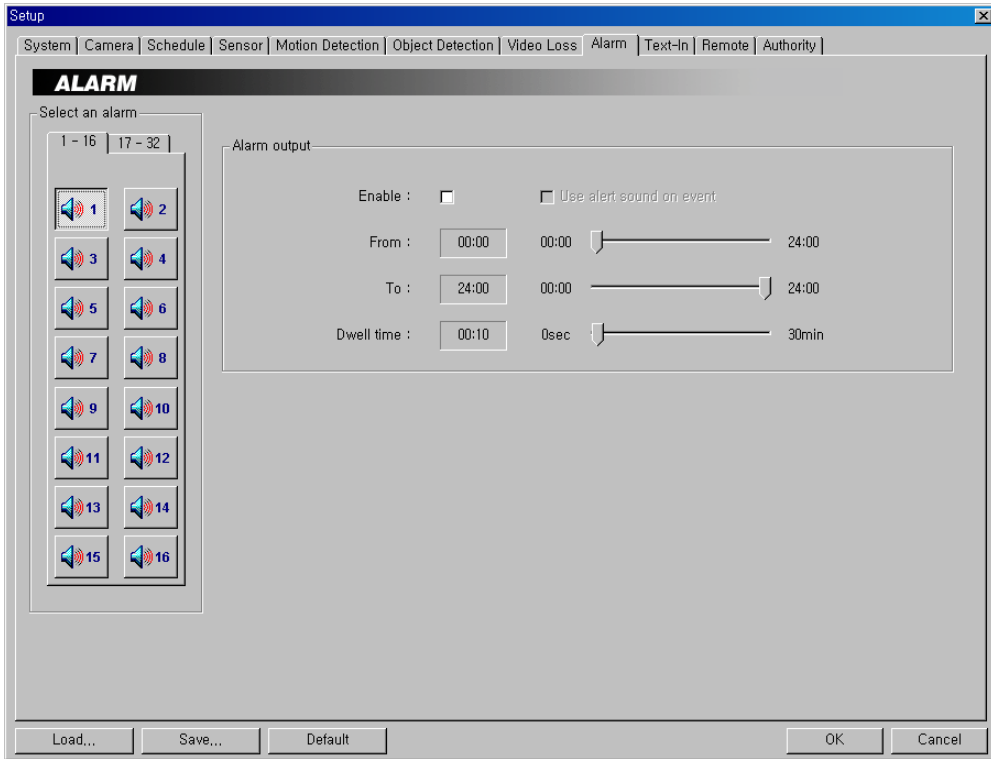 Setup
System Camera Schedule Sensor Motion Detection Object Detection Video Loss Alarm Text-In Remote Authority
ALARM
Select an alarm
1 - 16 17 - 32
1 2
3 4
5 6
7 8
9 10
11 12
13 14
15 16
Alarm output
Enable : Use alert sound on event
From : 00:00 00:00 24:00
To : 24:00 00:00 24:00
Dwell time : 00:10 0sec 30min
Load... Save... Default OK Cancel